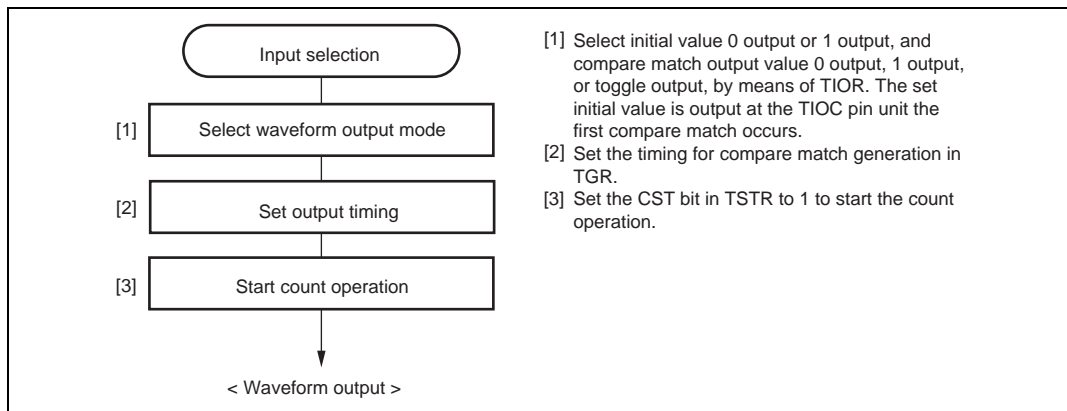 Input selection
[1] Select waveform output mode
[2] Set output timing
[3] Start count operation
< Waveform output >
[1] Select initial value 0 output or 1 output, and
compare match output value 0 output, 1 output,
or toggle output, by means of TIOR. The set
initial value is output at the TIOC pin unit the
first compare match occurs.
[2] Set the timing for compare match generation in
TGR.
[3] Set the CST bit in TSTR to 1 to start the count
operation.